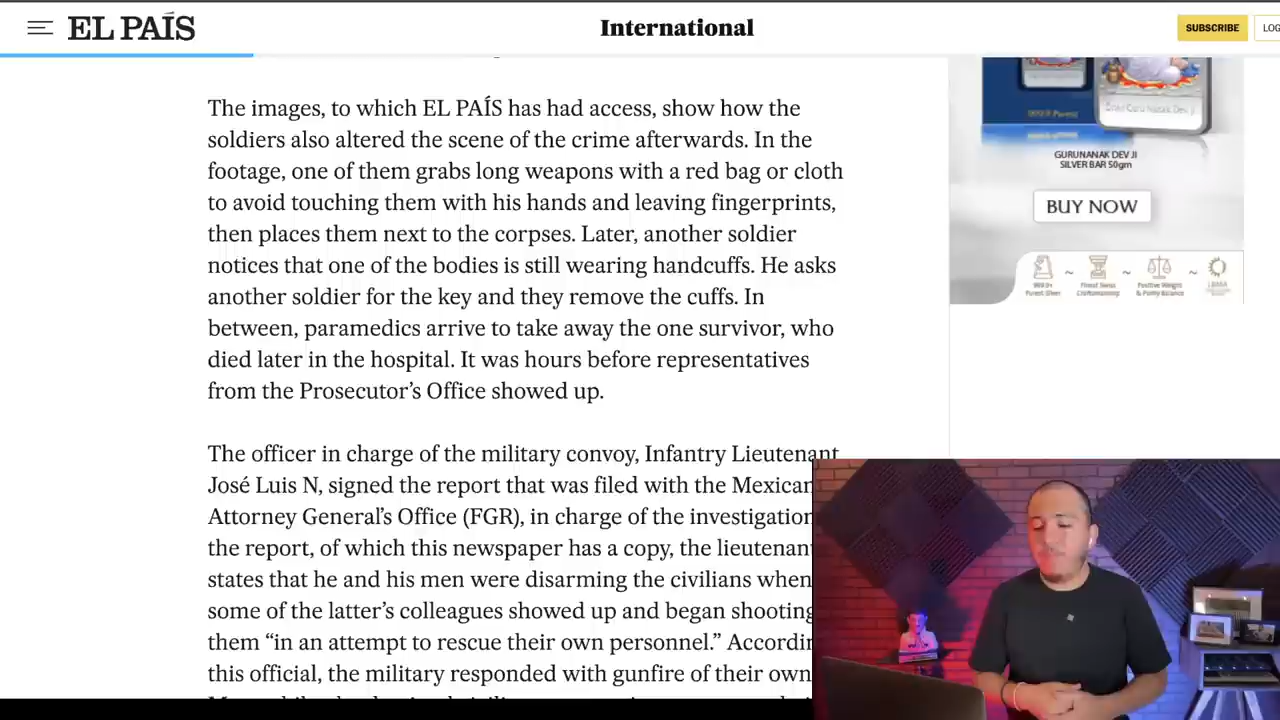 EL PAÍS
International
SUBSCRIBE
LOG
The images, to which EL PAÍS has had access, show how the
soldiers also altered the scene of the crime afterwards. In the
footage, one of them grabs long weapons with a red bag or cloth
to avoid touching them with his hands and leaving fingerprints,
then places them next to the corpses. Later, another soldier
notices that one of the bodies is still wearing handcuffs. He asks
another soldier for the key and they remove the cuffs. In
between, paramedics arrive to take away the one survivor, who
died later in the hospital. It was hours before representatives
from the Prosecutor’s Office showed up.
The officer in charge of the military convoy, Infantry Lieutenant
José Luis N, signed the report that was filed with the Mexican
Attorney General’s Office (FGR), in charge of the investigation
the report, of which this newspaper has a copy, the lieutenant
states that he and his men were disarming the civilians when
some of the latter’s colleagues showed up and began shooting
them “in an attempt to rescue their own personnel.” Accordin
this official, the military responded with gunfire of their own
GURUNANAK DEV JI
SILVER BAR 50gm
BUY NOW